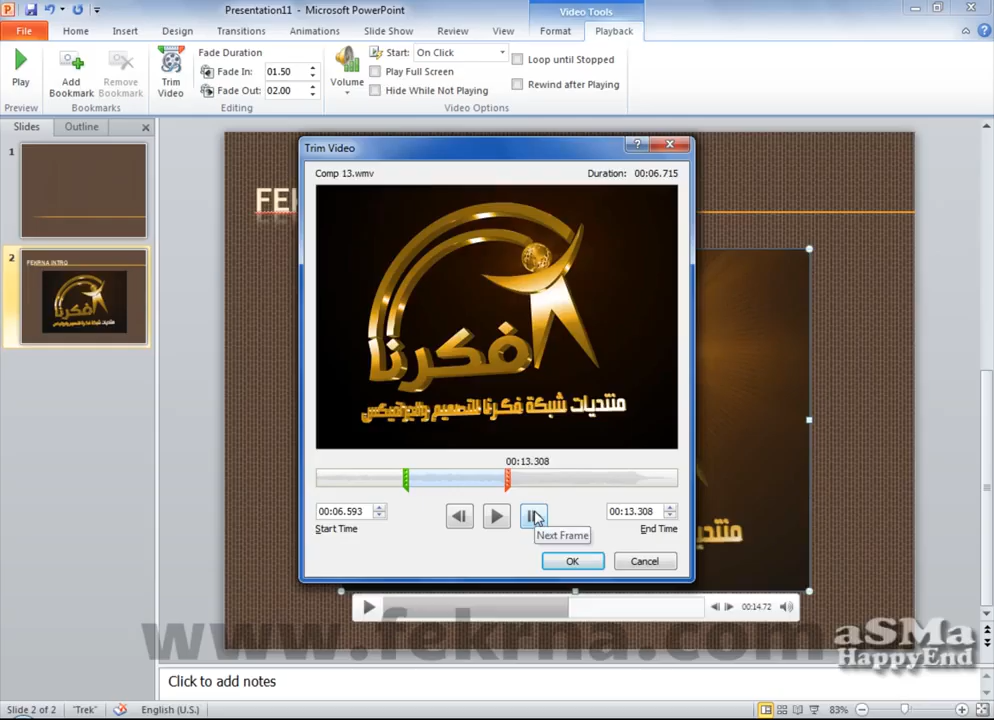 Presentation11 - Microsoft PowerPoint
Video Tools
File Home Insert Design Transitions Animations Slide Show Review View Format Playback
Play
Preview
Add Bookmark
Remove Bookmark
Bookmarks
Trim Video
Fade Duration
Fade In: 01.50
Fade Out: 02.00
Editing
Volume
Start: On Click
Play Full Screen
Hide While Not Playing
Loop until Stopped
Rewind after Playing
Video Options
Slides Outline
1
2
FEKRNA INTRO
فكرنا
Trim Video
Comp 13.wmv
Duration: 00:06.715
فكرنا
منتديات شبكة فكرنا للتصميم والجرافيكس
00:13.308
00:06.593
Start Time
00:13.308
End Time
Next Frame
OK
Cancel
00:14.72
www.fekrna.com
aSMa
HappyEnd
Click to add notes
Slide 2 of 2
"Trek"
English (U.S.)
83%